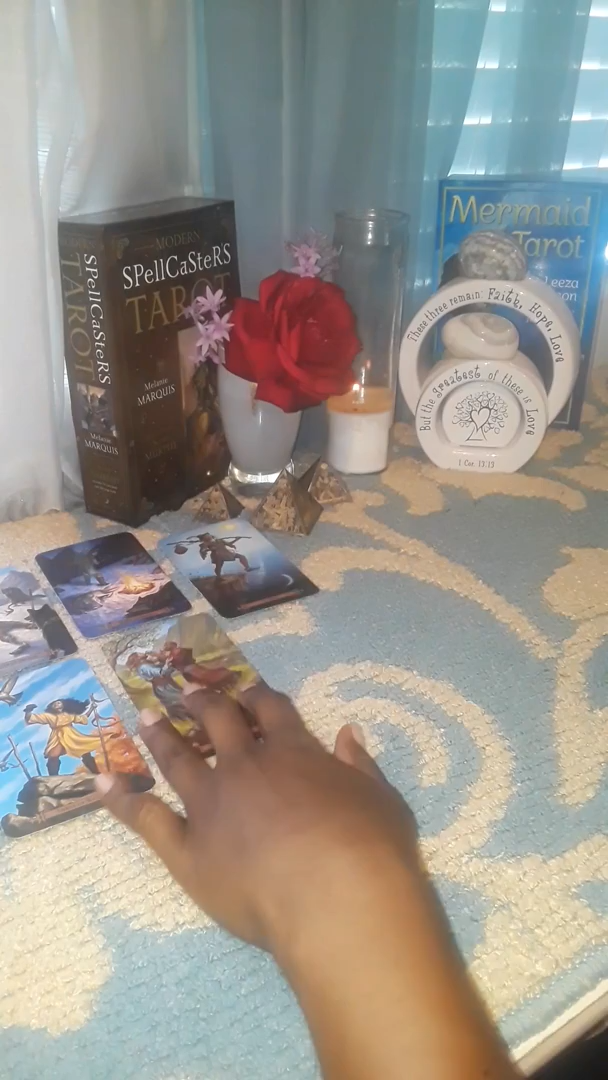 MODERN
SPellCaSteRS
TAROT
Melanie
MARQUIS
MODERN
SPellCaSteRS
TAROT
Melanie
MARQUIS
Mermaid
Tarot
Leeza
These three remain: Faith, Hope, Love
But the greatest of these is Love
1 Cor. 13:13